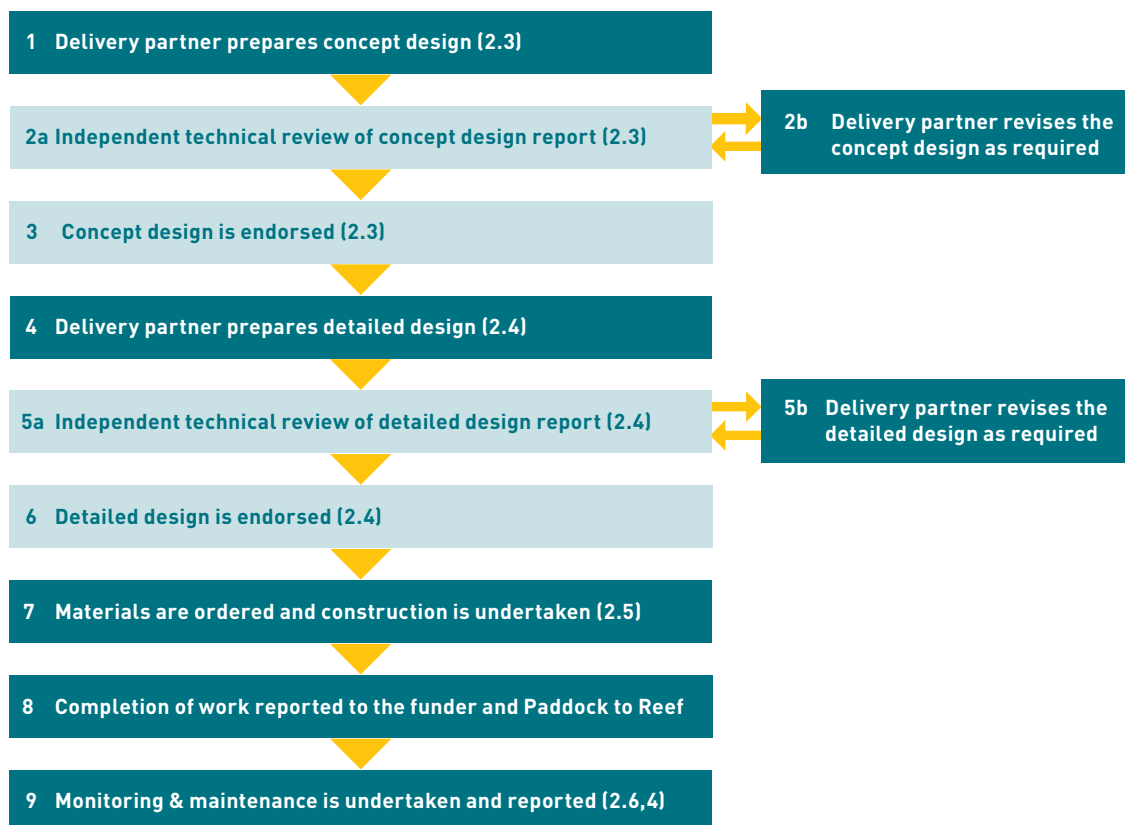 1 Delivery partner prepares concept design (2.3)
2a Independent technical review of concept design report (2.3)
2b Delivery partner revises the
concept design as required
3 Concept design is endorsed (2.3)
4 Delivery partner prepares detailed design (2.4)
5a Independent technical review of detailed design report (2.4)
5b Delivery partner revises the
detailed design as required
6 Detailed design is endorsed (2.4)
7 Materials are ordered and construction is undertaken (2.5)
8 Completion of work reported to the funder and Paddock to Reef
9 Monitoring & maintenance is undertaken and reported (2.6,4)